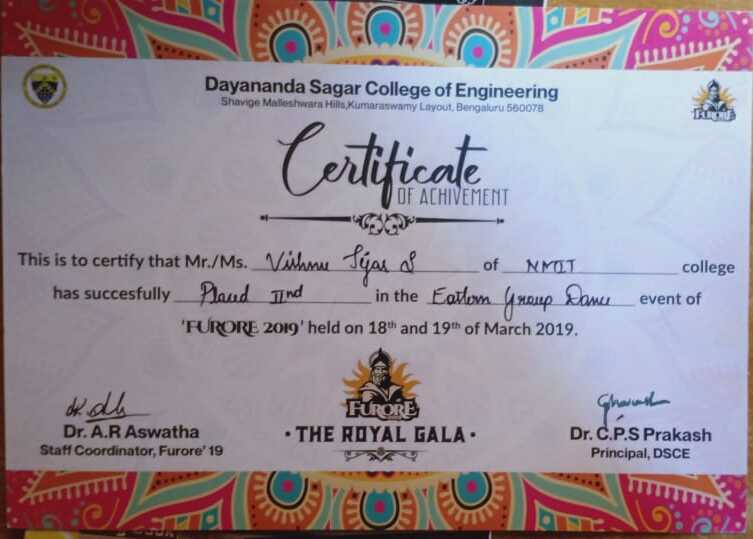 Dayananda Sagar College of Engineering
Shavige Malleshwara Hills,Kumaraswamy Layout, Bengaluru 560078
FURORE
Certificate
OF ACHIVEMENT
This is to certify that Mr./Ms. Vishnu Tejas S of NMIT college
has succesfully Placed IInd in the Eastern Group Dance event of
'FURORE 2019' held on 18th and 19th of March 2019.
FURORE
· THE ROYAL GALA ·
Dr. A.R Aswatha
Staff Coordinator, Furore' 19
Dr. C.P.S Prakash
Principal, DSCE